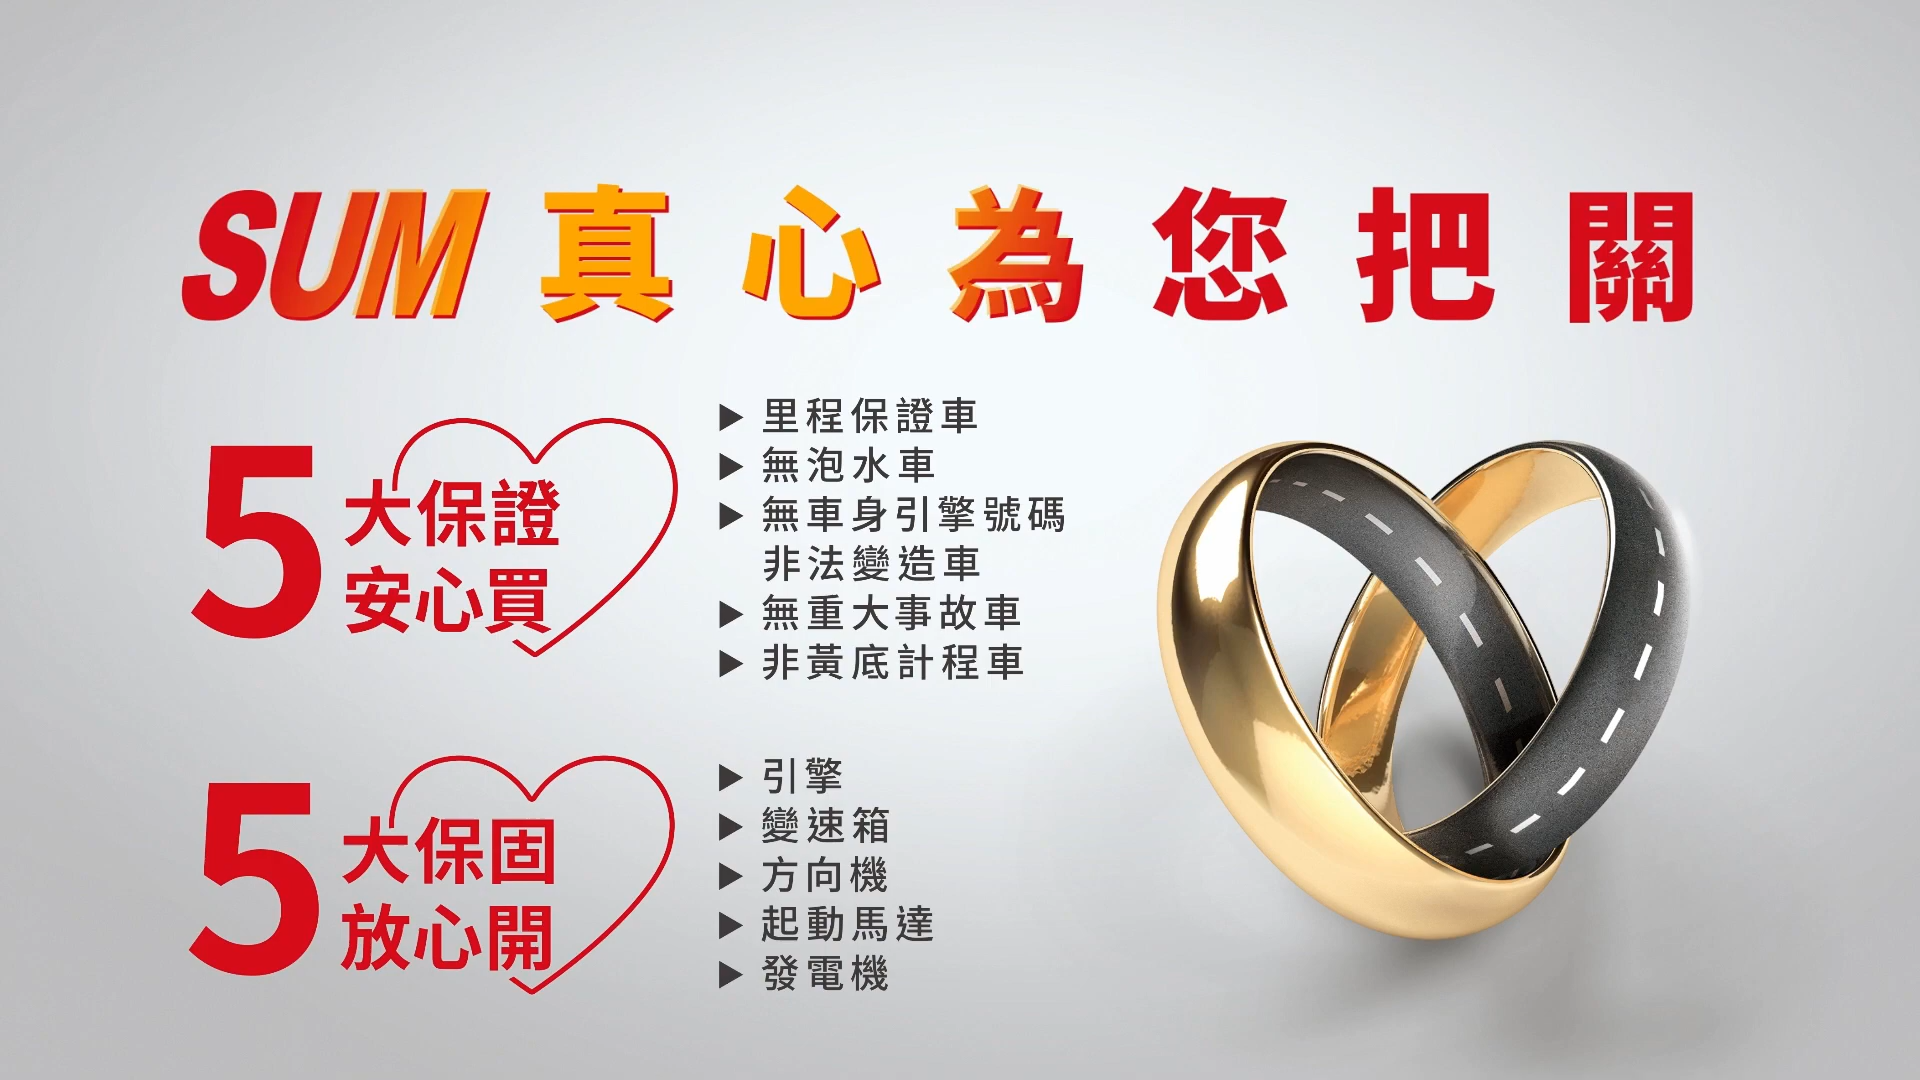 SUM 真心為您把關
5大保證
安心買
▶ 里程保證車
▶ 無泡水車
▶ 無車身引擎號碼
非法變造車
▶ 無重大事故車
▶ 非黃底計程車
5大保固
放心開
▶ 引擎
▶ 變速箱
▶ 方向機
▶ 起動馬達
▶ 發電機